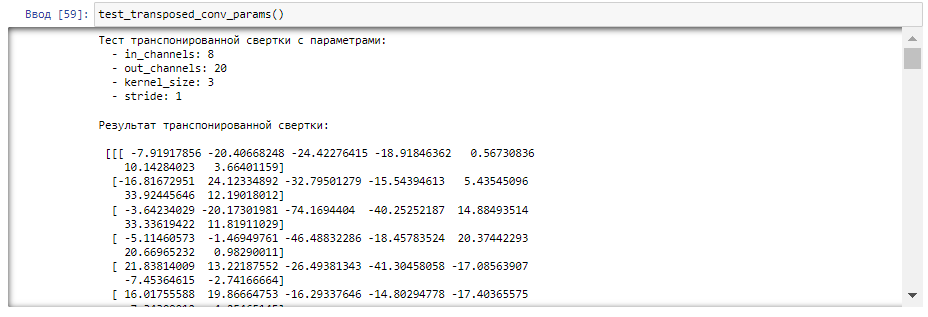 Ввод [59]: test_transposed_conv_params()
Тест транспонированной свертки с параметрами:
- in_channels: 8
- out_channels: 20
- kernel_size: 3
- stride: 1
Результат транспонированной свертки:
[[[ -7.91917856 -20.40668248 -24.42276415 -18.91846362 0.56730836
10.14284023 3.66401159]
[-16.81672951 24.12334892 -32.79501279 -15.54394613 5.43545096
33.92445646 12.19018012]
[ -3.64234029 -20.17301981 -74.1694404 -40.25252187 14.88493514
33.33619422 11.81911029]
[ -5.11460573 -1.46949761 -46.48832286 -18.45783524 20.37442293
20.66965232 0.98290011]
[ 21.83814009 13.22187552 -26.49381343 -41.30458058 -17.08563907
-7.45364615 -2.74166664]
[ 16.01755588 19.86664753 -16.29337646 -14.80294778 -17.40365575